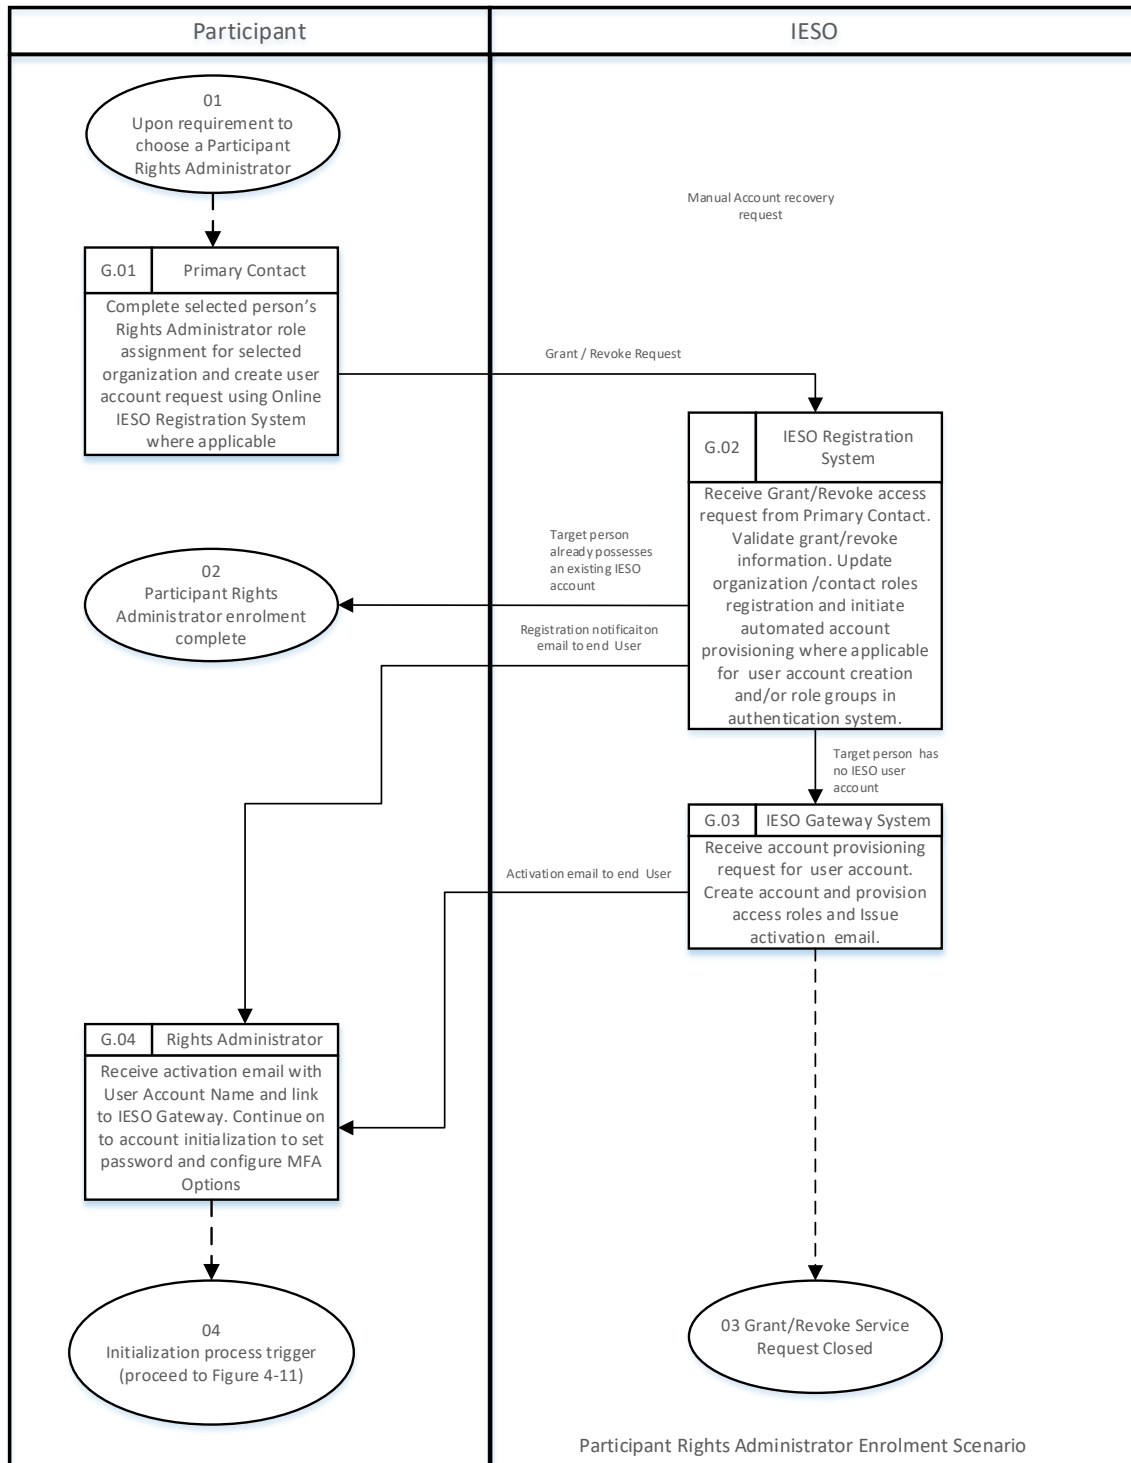 Participant
IESO
01
Upon requirement to
choose a Participant
Rights Administrator
Manual Account recovery
request
G.01
Primary Contact
Complete selected person’s
Rights Administrator role
assignment for selected
organization and create user
account request using Online
IESO Registration System
where applicable
Grant / Revoke Request
G.02
IESO Registration
System
Receive Grant/Revoke access
request from Primary Contact.
Validate grant/revoke
information. Update
organization /contact roles
registration and initiate
automated account
provisioning where applicable
for user account creation
and/or role groups in
authentication system.
Target person
already possesses
an existing IESO
account
02
Participant Rights
Administrator enrolment
complete
Registration notificaiton
email to end User
Target person has
no IESO user
account
G.03
IESO Gateway System
Receive account provisioning
request for user account.
Create account and provision
access roles and Issue
activation email.
Activation email to end User
G.04
Rights Administrator
Receive activation email with
User Account Name and link
to IESO Gateway. Continue on
to account initialization to set
password and configure MFA
Options
04
Initialization process trigger
(proceed to Figure 4-11)
03 Grant/Revoke Service
Request Closed
Participant Rights Administrator Enrolment Scenario